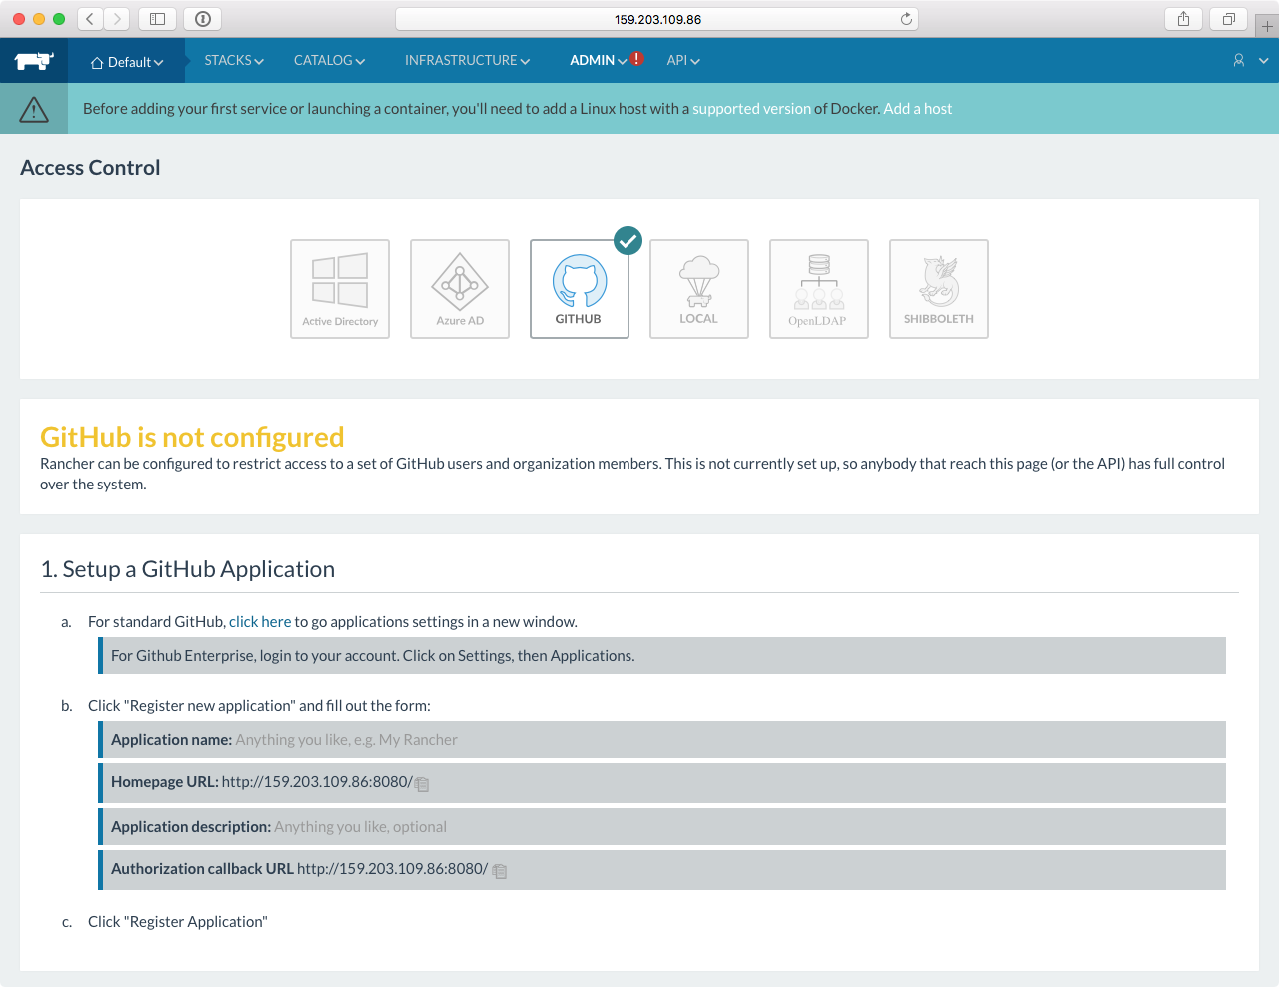 159.203.109.86
Default
STACKS
CATALOG
INFRASTRUCTURE
ADMIN !
API
Before adding your first service or launching a container, you'll need to add a Linux host with a supported version of Docker. Add a host
Access Control
Active Directory
Azure AD
GITHUB
LOCAL
OpenLDAP
SHIBBOLETH
GitHub is not configured
Rancher can be configured to restrict access to a set of GitHub users and organization members. This is not currently set up, so anybody that reach this page (or the API) has full control
over the system.
1. Setup a GitHub Application
a. For standard GitHub, click here to go applications settings in a new window.
For Github Enterprise, login to your account. Click on Settings, then Applications.
b. Click "Register new application" and fill out the form:
Application name: Anything you like, e.g. My Rancher
Homepage URL: http://159.203.109.86:8080/
Application description: Anything you like, optional
Authorization callback URL http://159.203.109.86:8080/
c. Click "Register Application"